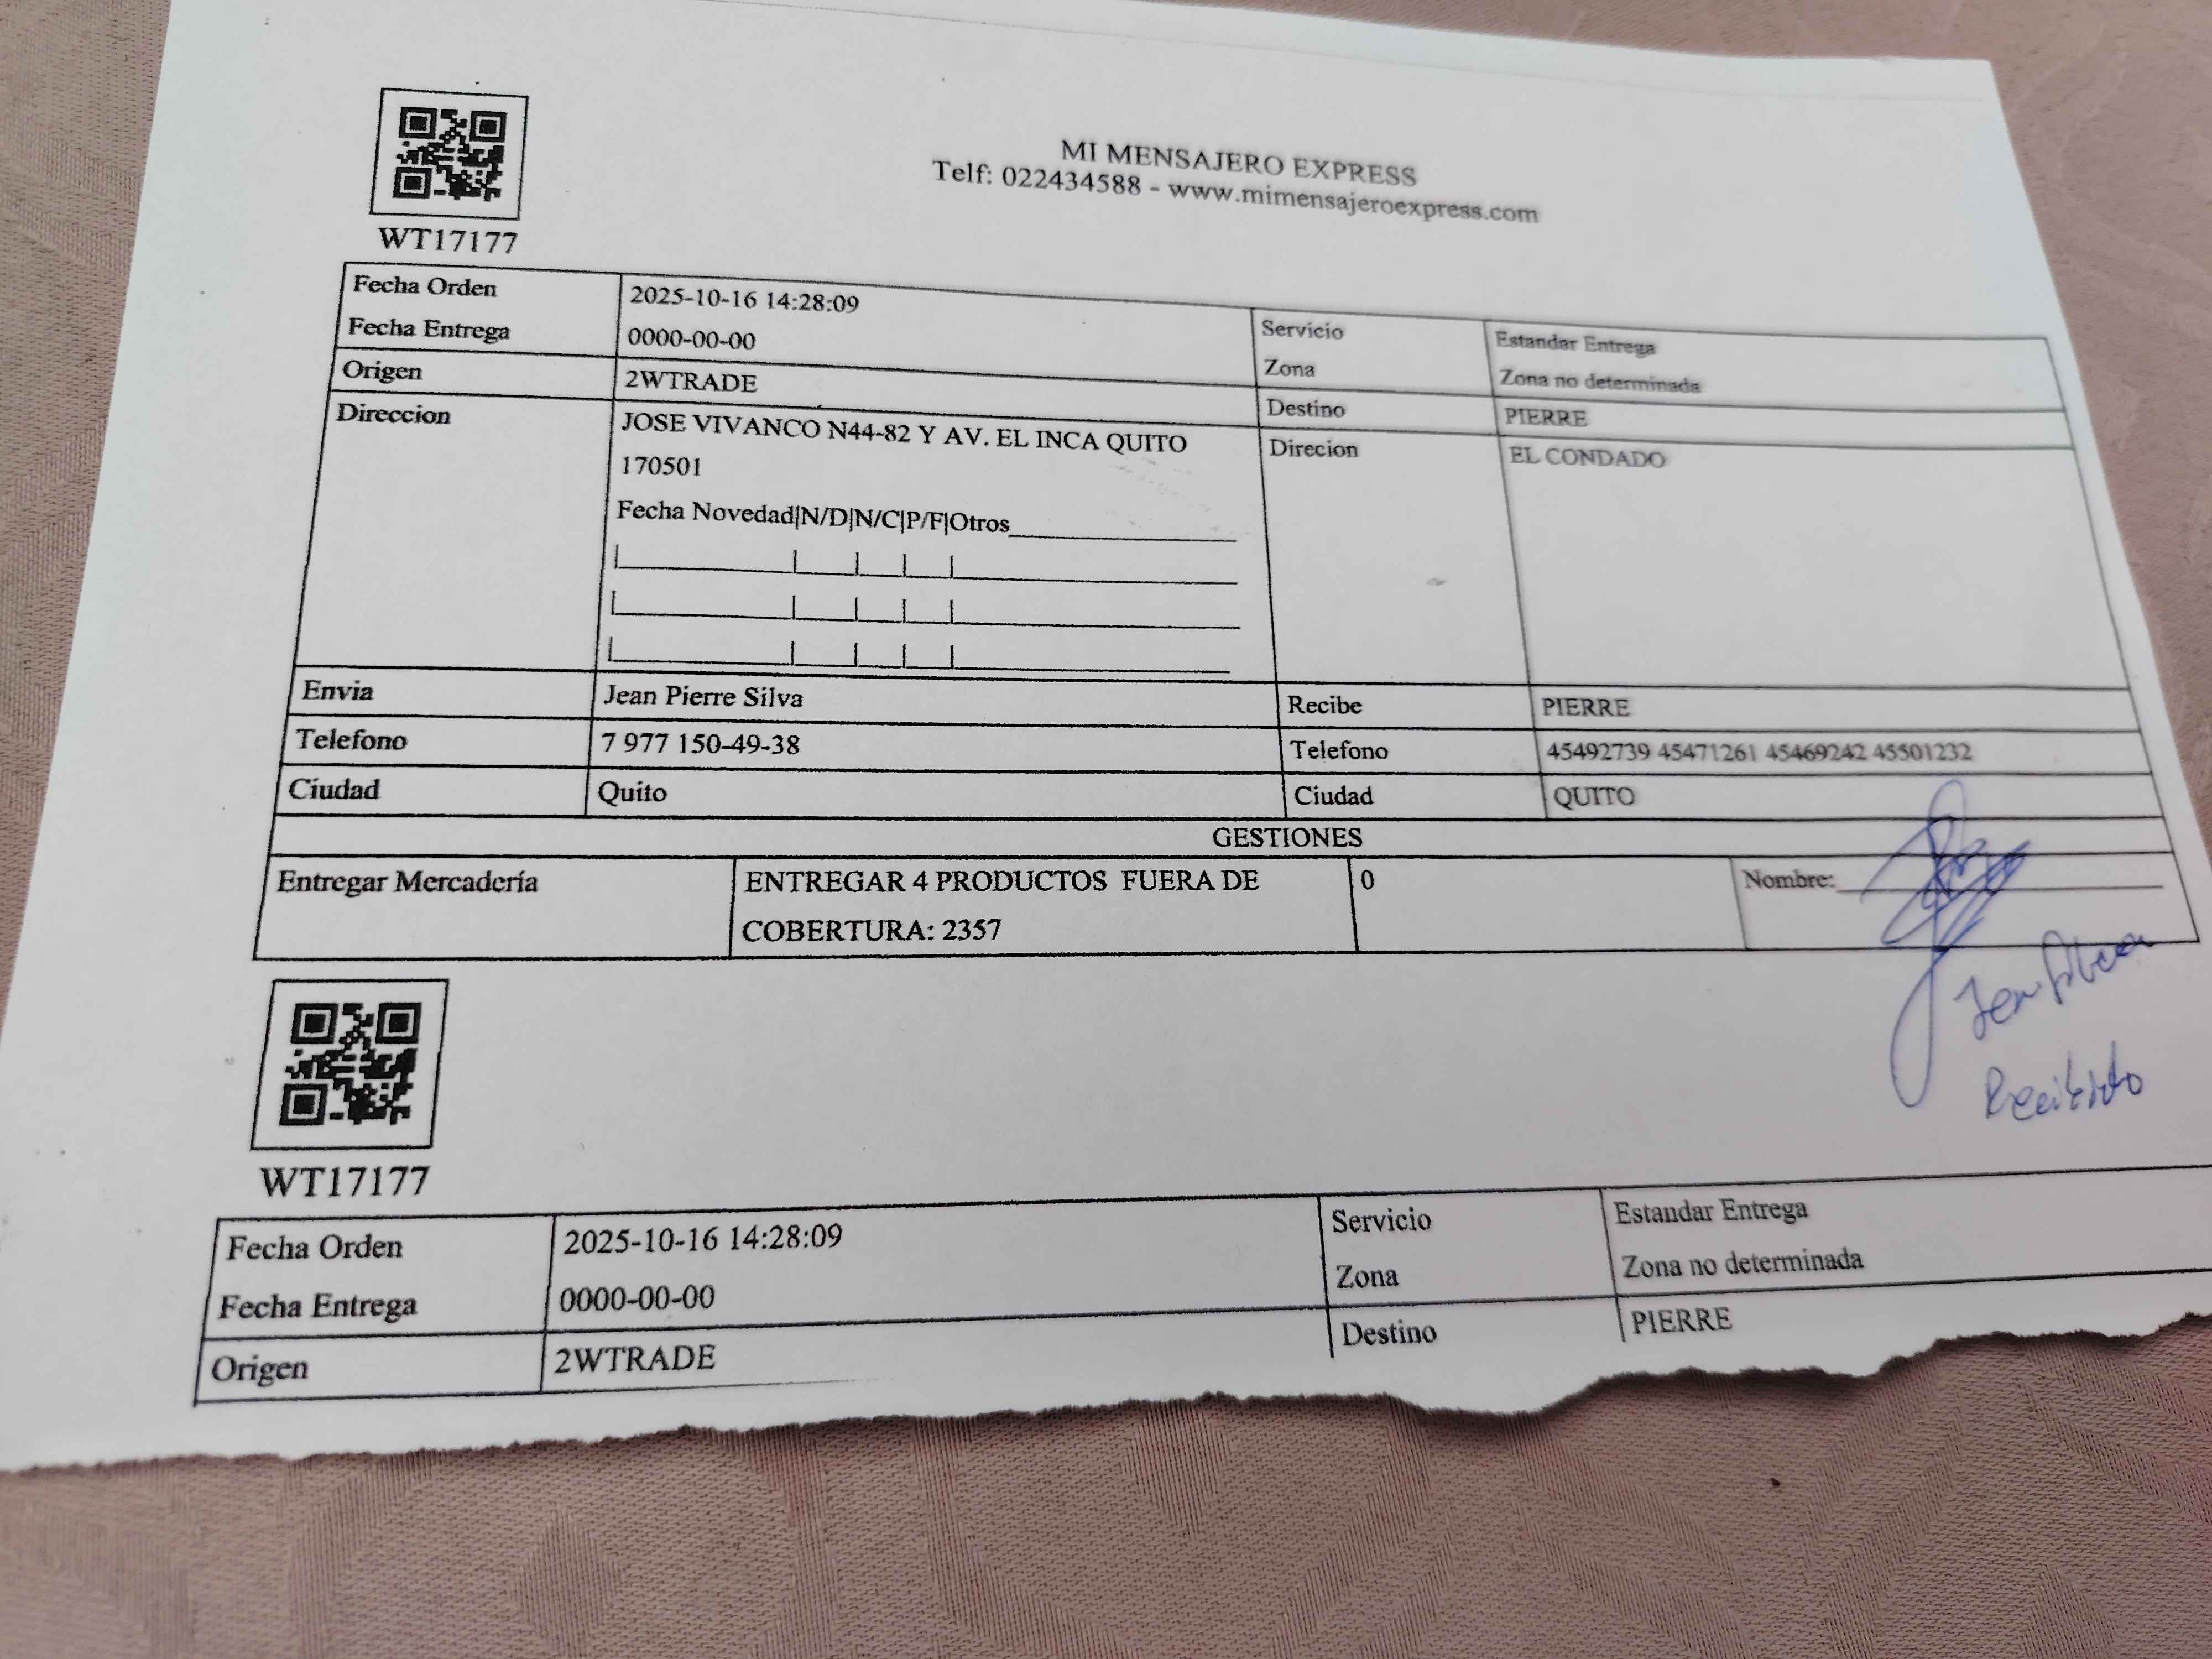 MI MENSAJERO EXPRESS
Telf: 022434588 - www.mimensajeroexpress.com
WT17177
Fecha Orden 2025-10-16 14:28:09 Servicio Estandar Entrega
Fecha Entrega 0000-00-00 Zona Zona no determinada
Origen 2WTRADE Destino PIERRE
Direccion JOSE VIVANCO N44-82 Y AV. EL INCA QUITO Direcion EL CONDADO
170501
Fecha Novedad|N/D|N/C|P/F|Otros
Envia Jean Pierre Silva Recibe PIERRE
Telefono 7 977 150-49-38 Telefono 45492739 45471261 45469242 45501232
Ciudad Quito Ciudad QUITO
GESTIONES
Entregar Mercadería ENTREGAR 4 PRODUCTOS FUERA DE 0 Nombre:
COBERTURA: 2357
Recibido
WT17177
Fecha Orden 2025-10-16 14:28:09 Servicio Estandar Entrega
Fecha Entrega 0000-00-00 Zona Zona no determinada
Origen 2WTRADE Destino PIERRE